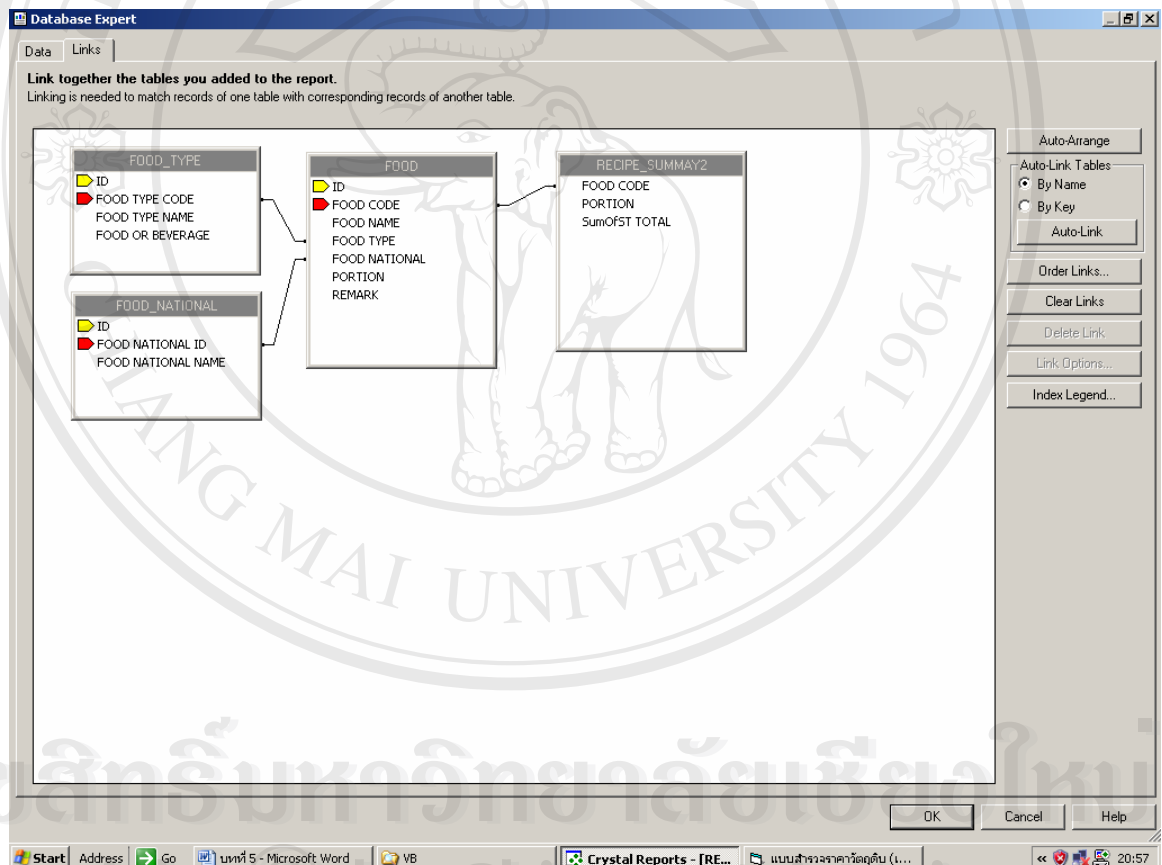 Database Expert
Data
Links
Link together the tables you added to the report.
Linking is needed to match records of one table with corresponding records of another table.
FOOD_TYPE
ID
FOOD TYPE CODE
FOOD TYPE NAME
FOOD OR BEVERAGE
FOOD_NATIONAL
ID
FOOD NATIONAL ID
FOOD NATIONAL NAME
FOOD
ID
FOOD CODE
FOOD NAME
FOOD TYPE
FOOD NATIONAL
PORTION
REMARK
RECIPE_SUMMAY2
FOOD CODE
PORTION
SumOfST TOTAL
Auto-Arrange
Auto-Link Tables
By Name
By Key
Auto-Link
Order Links...
Clear Links
Delete Link
Link Options...
Index Legend...
MAI UNIVERSITY 1964
OK
Cancel
Help
Start
Address
Go
บทที่ 5 - Microsoft Word
VB
Crystal Reports - [RE...
แบบสำรวจราคาวัตถุดิบ (เ...
20:57